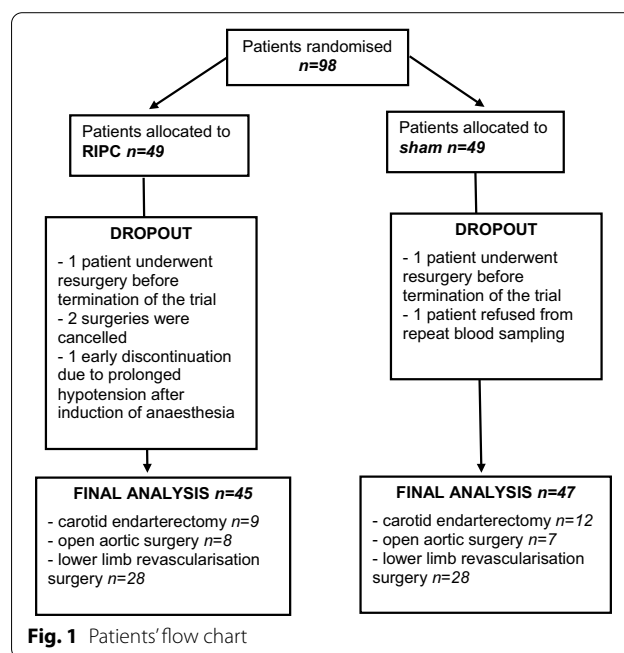 Patients randomised
n=98
Patients allocated to
RIPC n=49
Patients allocated to
sham n=49
DROPOUT
- 1 patient underwent
resurgery before
termination of the trial
- 2 surgeries were
cancelled
- 1 early discontinuation
due to prolonged
hypotension after
induction of anaesthesia
DROPOUT
- 1 patient underwent
resurgery before
termination of the trial
- 1 patient refused from
repeat blood sampling
FINAL ANALYSIS n=45
- carotid endarterectomy n=9
- open aortic surgery n=8
- lower limb revascularisation
surgery n=28
FINAL ANALYSIS n=47
- carotid endarterectomy n=12
- open aortic surgery n=7
- lower limb revascularisation
surgery n=28
Fig. 1 Patients' flow chart